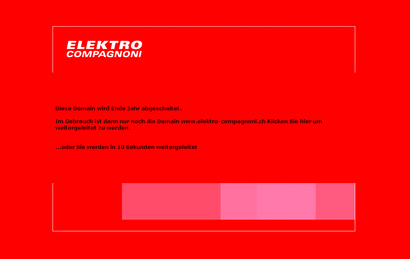 ELEKTRO
COMPAGNONI
Diese Domain wird Ende Jahr abgeschaltet.
Im Gebrauch ist dann nur noch die Domain www.elektro-compagnoni.ch Klicken Sie hier um
weitergeleitet zu werden
...oder Sie werden in 10 Sekunden weitergeleitet